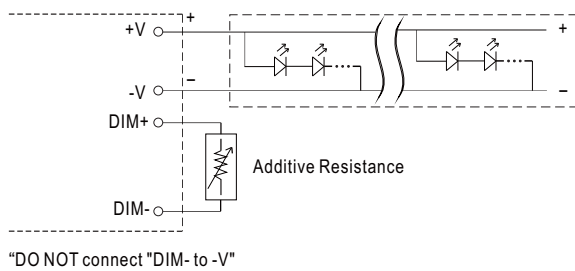 +V
+
+
-V
−
−
DIM+
Additive Resistance
DIM-
“DO NOT connect "DIM- to -V"